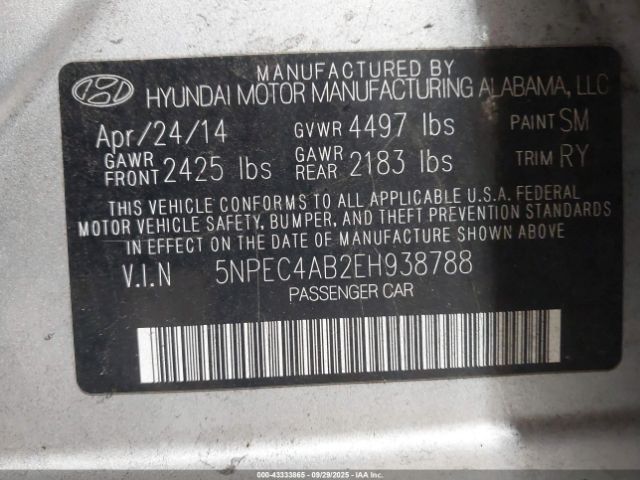 MANUFACTURED BY
HYUNDAI MOTOR MANUFACTURING ALABAMA, LLC
Apr/24/14 GVWR 4497 lbs PAINT SM
GAWR FRONT 2425 lbs GAWR REAR 2183 lbs TRIM RY
THIS VEHICLE CONFORMS TO ALL APPLICABLE U.S.A. FEDERAL
MOTOR VEHICLE SAFETY, BUMPER, AND THEFT PREVENTION STANDARDS
IN EFFECT ON THE DATE OF MANUFACTURE SHOWN ABOVE
V.I.N 5NPEC4AB2EH938788
PASSENGER CAR
000-43333865 - 09/29/2025 - IAAI.com